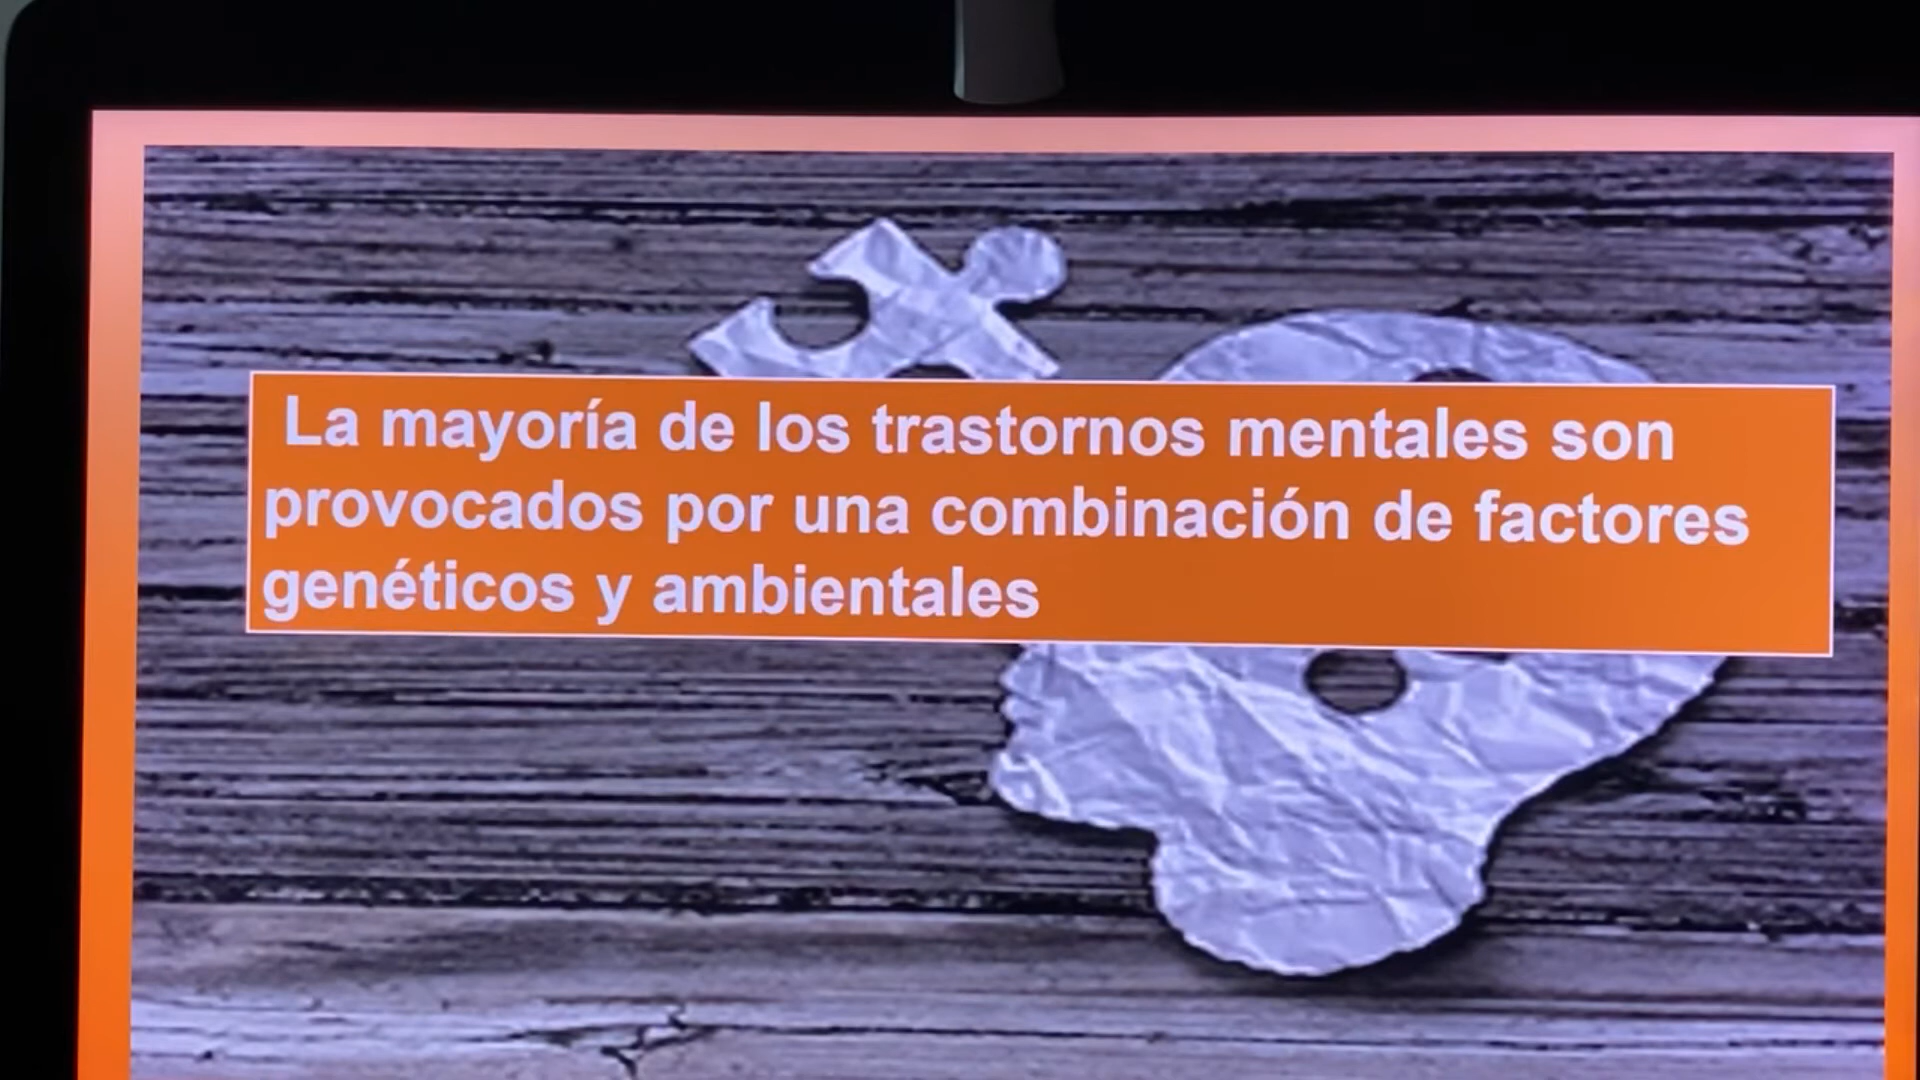 La mayoría de los trastornos mentales son
provocados por una combinación de factores
genéticos y ambientales